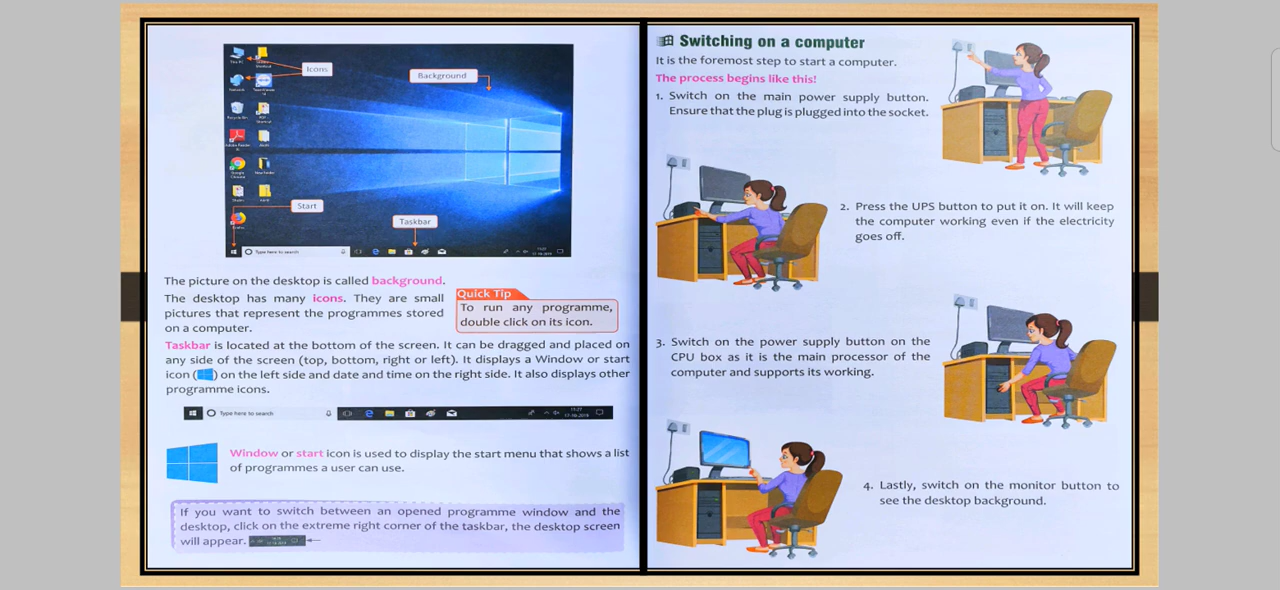 Icons
Background
Start
Taskbar
Type here to search
The picture on the desktop is called background.
The desktop has many icons. They are small
pictures that represent the programmes stored
on a computer.
Quick Tip
To run any programme,
double click on its icon.
Taskbar is located at the bottom of the screen. It can be dragged and placed on
any side of the screen (top, bottom, right or left). It displays a Window or start
icon ( ) on the left side and date and time on the right side. It also displays other
programme icons.
Type here to search
11:27
17-10-2019
Window or start icon is used to display the start menu that shows a list
of programmes a user can use.
If you want to switch between an opened programme window and the
desktop, click on the extreme right corner of the taskbar, the desktop screen
will appear.
Switching on a computer
It is the foremost step to start a computer.
The process begins like this!
1. Switch on the main power supply button.
Ensure that the plug is plugged into the socket.
2. Press the UPS button to put it on. It will keep
the computer working even if the electricity
goes off.
3. Switch on the power supply button on the
CPU box as it is the main processor of the
computer and supports its working.
4. Lastly, switch on the monitor button to
see the desktop background.